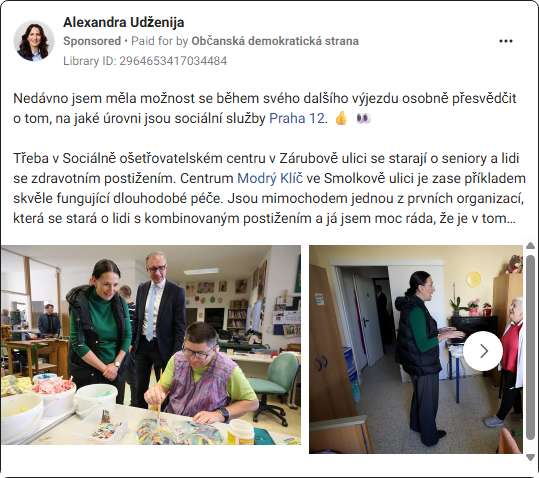 Alexandra Udženija
Sponsored • Paid for by Občanská demokratická strana
Library ID: 2964653417034484
Nedávno jsem měla možnost se během svého dalšího výjezdu osobně přesvědčit
o tom, na jaké úrovni jsou sociální služby Praha 12. 👍 👀
Třeba v Sociálně ošetřovatelském centru v Zárubově ulici se starají o seniory a lidi
se zdravotním postižením. Centrum Modrý Klíč ve Smolkově ulici je zase příkladem
skvěle fungující dlouhodobé péče. Jsou mimochodem jednou z prvních organizací,
která se stará o lidi s kombinovaným postižením a já jsem moc ráda, že je v tom...